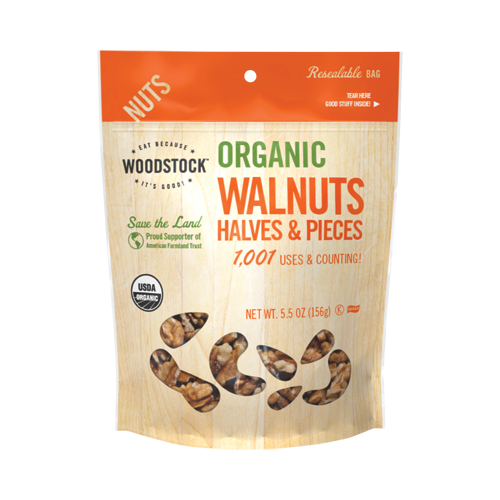 NUTS
Resealable BAG
TEAR HERE
GOOD STUFF INSIDE!
EAT BECAUSE
WOODSTOCK
IT'S GOOD!
ORGANIC
WALNUTS
HALVES & PIECES
1,001 USES & COUNTING!
Save the Land
Proud Supporter of
American Farmland Trust
USDA
ORGANIC
NET WT. 5.5 OZ (156g)